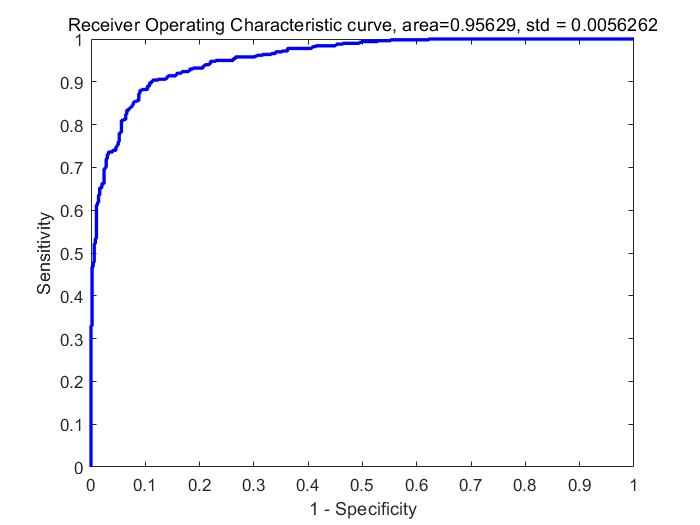 Receiver Operating Characteristic curve, area=0.95629, std = 0.0056262
1
0.9
0.8
0.7
0.6
0.5
0.4
0.3
0.2
0.1
0
Sensitivity
0 0.1 0.2 0.3 0.4 0.5 0.6 0.7 0.8 0.9 1
1 - Specificity